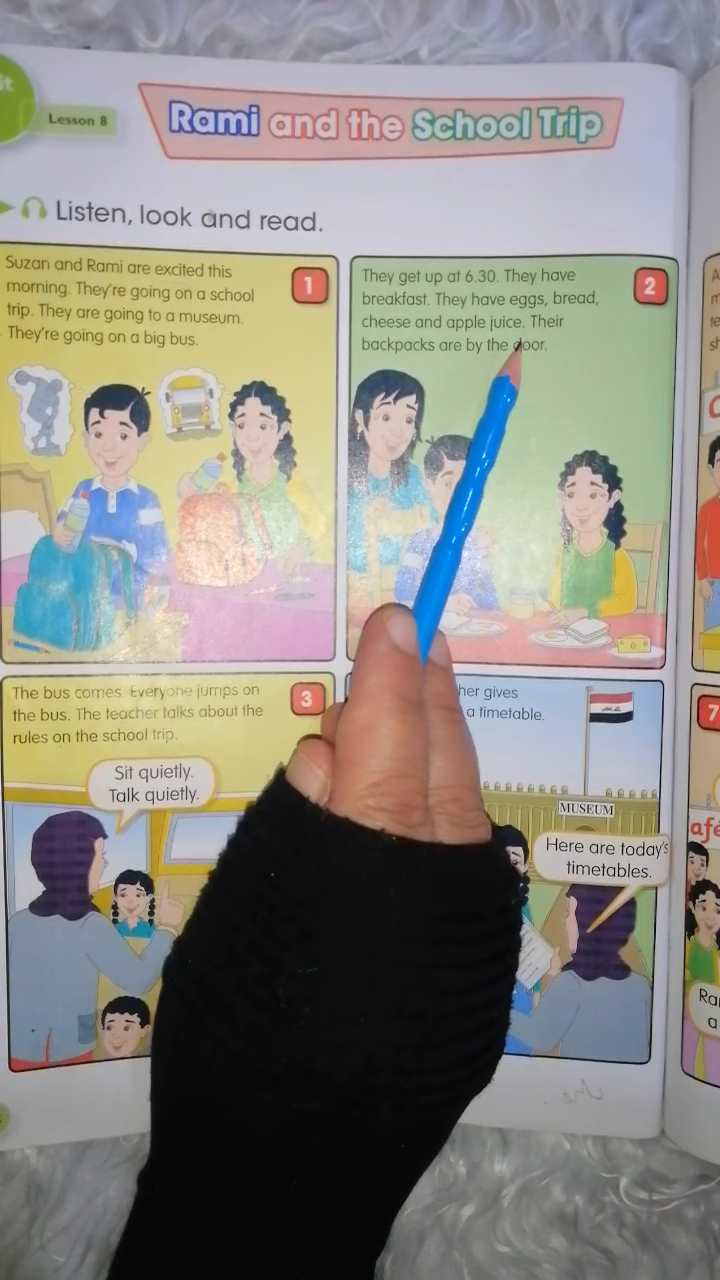 Lesson 8
Rami and the School Trip
Listen, look and read.
Suzan and Rami are excited this
morning. They're going on a school
trip. They are going to a museum.
They're going on a big bus.
1
They get up at 6.30. They have
breakfast. They have eggs, bread,
cheese and apple juice. Their
backpacks are by the door.
2
The bus comes. Everyone jumps on
the bus. The teacher talks about the
rules on the school trip.
3
Sit quietly.
Talk quietly.
gives
a timetable.
MUSEUM
Here are today's
timetables.
7